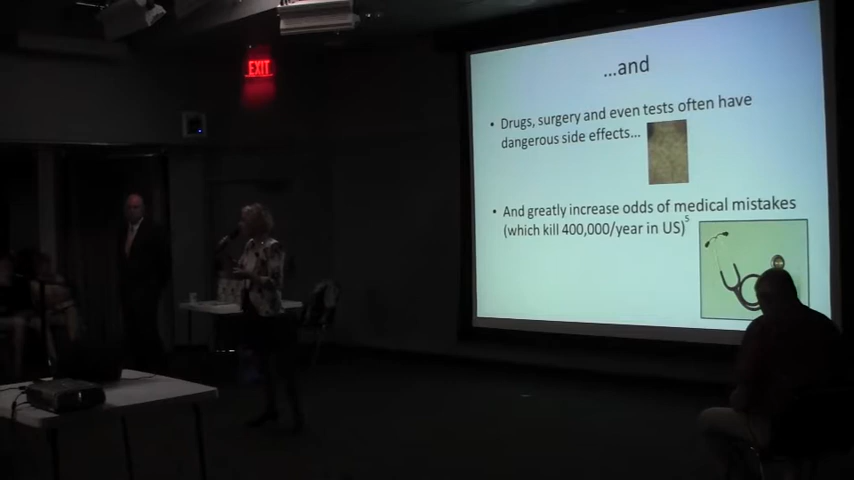 EXIT
...and
• Drugs, surgery and even tests often have
dangerous side effects...
• And greatly increase odds of medical mistakes
(which kill 400,000/year in US)5